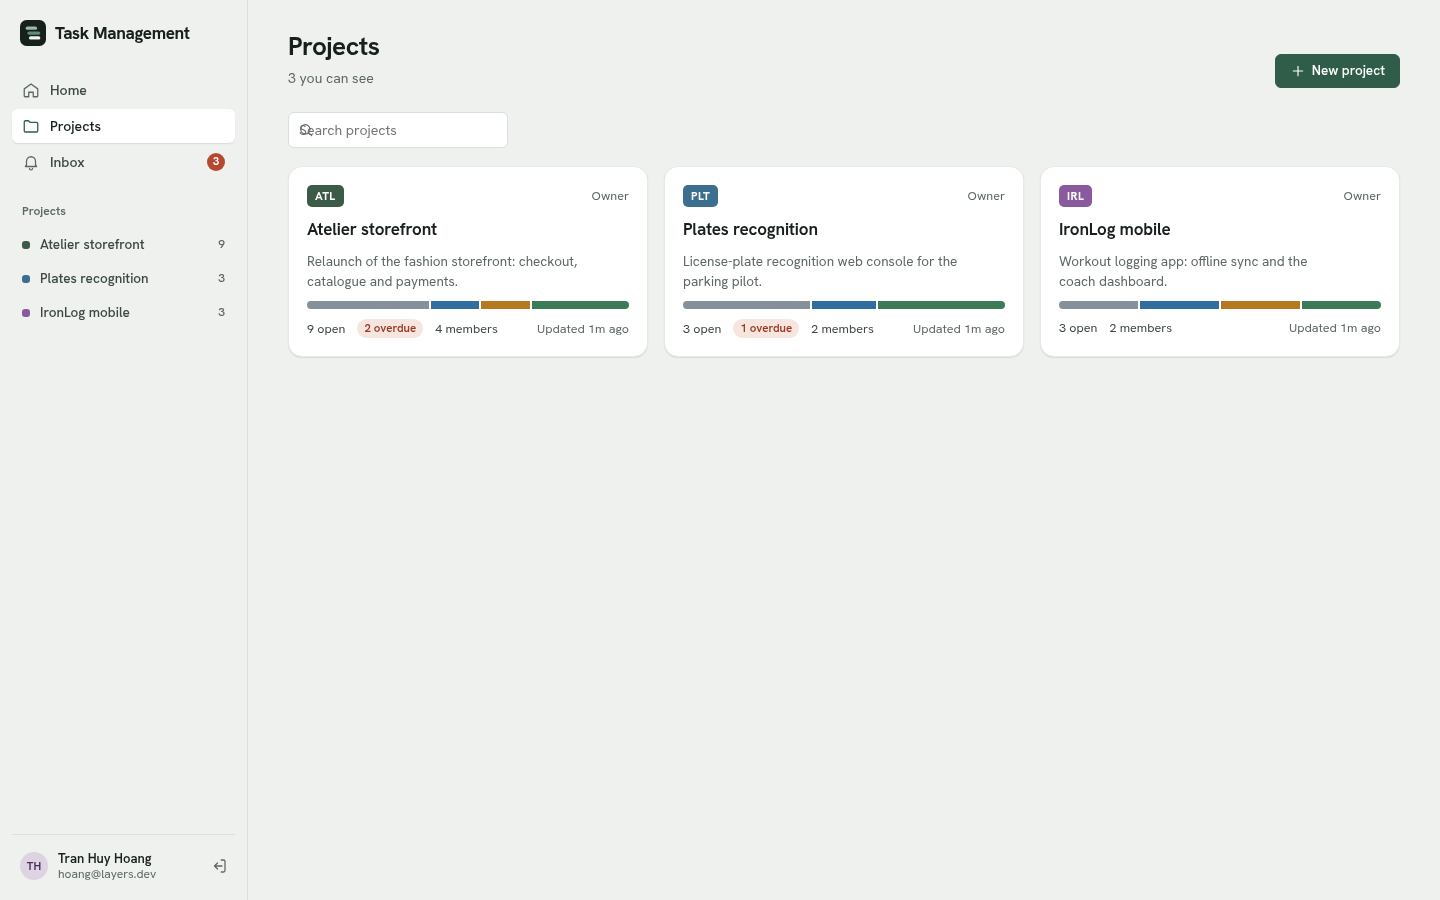 Task Management
Home
Projects
Inbox
3
Projects
Atelier storefront
9
Plates recognition
3
IronLog mobile
3
TH
Tran Huy Hoang
hoang@layers.dev
Projects
3 you can see
New project
Search projects
ATL
Owner
Atelier storefront
Relaunch of the fashion storefront: checkout,
catalogue and payments.
9 open
2 overdue
4 members
Updated 1m ago
PLT
Owner
Plates recognition
License-plate recognition web console for the
parking pilot.
3 open
1 overdue
2 members
Updated 1m ago
IRL
Owner
IronLog mobile
Workout logging app: offline sync and the
coach dashboard.
3 open
2 members
Updated 1m ago